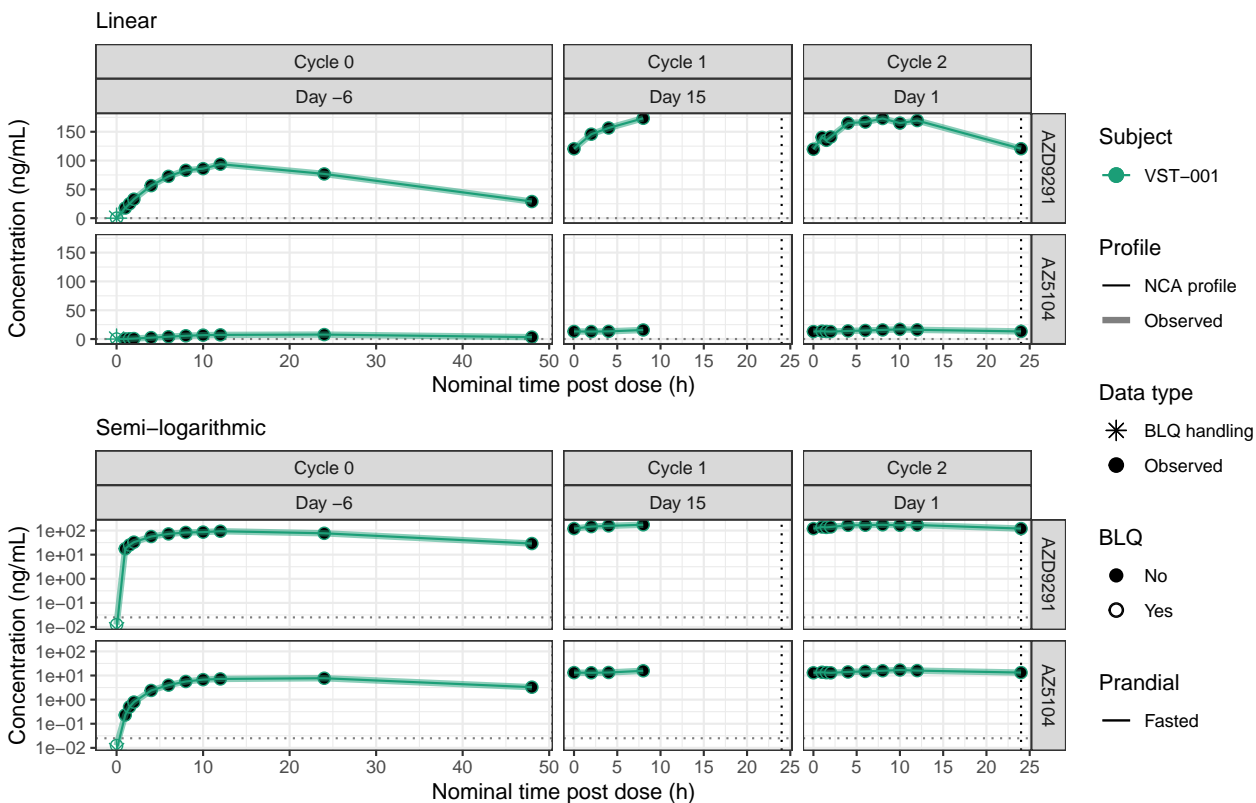 Linear
Cycle 0
Cycle 1
Cycle 2
Day −6
Day 15
Day 1
Concentration (ng/mL)
150
100
50
0
AZD9291
150
100
50
0
AZ5104
0 10 20 30 40 50
0 5 10 15 20 25
0 5 10 15 20 25
Nominal time post dose (h)
Semi−logarithmic
Cycle 0
Cycle 1
Cycle 2
Day −6
Day 15
Day 1
Concentration (ng/mL)
1e+02
1e+01
1e+00
1e−01
1e−02
AZD9291
1e+02
1e+01
1e+00
1e−01
1e−02
AZ5104
0 10 20 30 40 50
0 5 10 15 20 25
0 5 10 15 20 25
Nominal time post dose (h)
Subject
VST−001
Profile
NCA profile
Observed
Data type
BLQ handling
Observed
BLQ
No
Yes
Prandial
Fasted